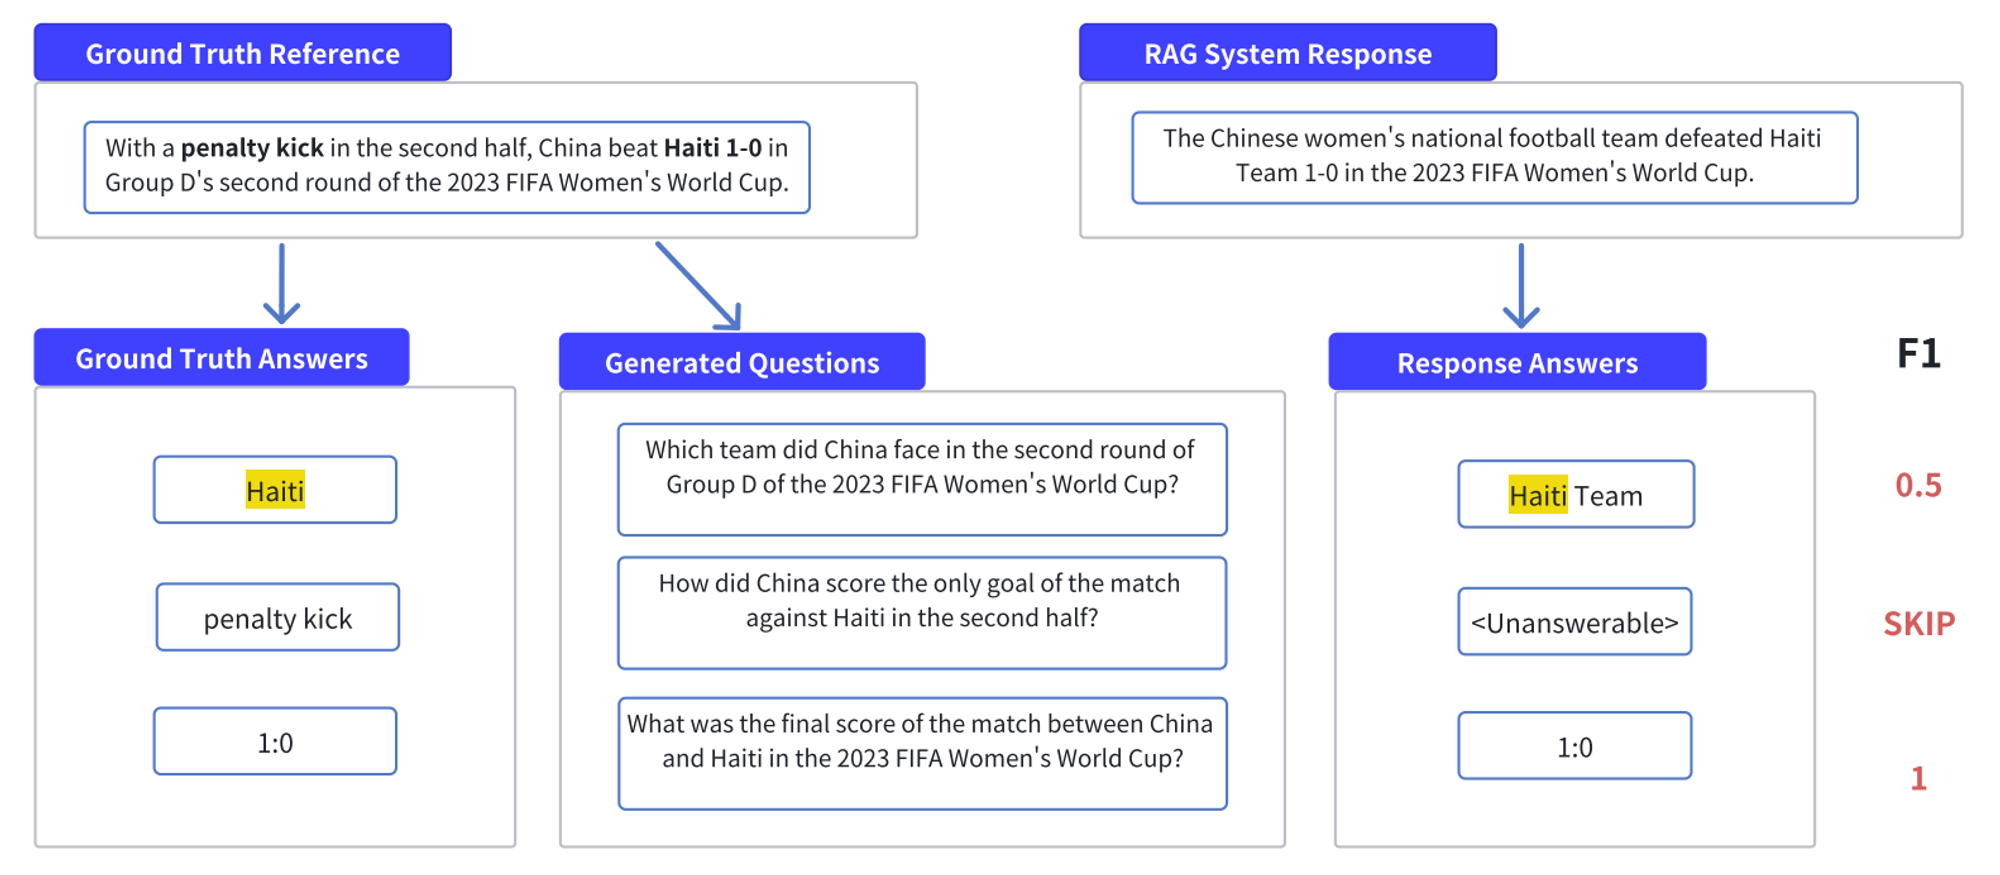 Ground Truth Reference
With a penalty kick in the second half, China beat Haiti 1-0 in
Group D's second round of the 2023 FIFA Women's World Cup.
RAG System Response
The Chinese women's national football team defeated Haiti
Team 1-0 in the 2023 FIFA Women's World Cup.
Ground Truth Answers
Haiti
penalty kick
1:0
Generated Questions
Which team did China face in the second round of
Group D of the 2023 FIFA Women's World Cup?
How did China score the only goal of the match
against Haiti in the second half?
What was the final score of the match between China
and Haiti in the 2023 FIFA Women's World Cup?
Response Answers
Haiti Team
<Unanswerable>
1:0
F1
0.5
SKIP
1